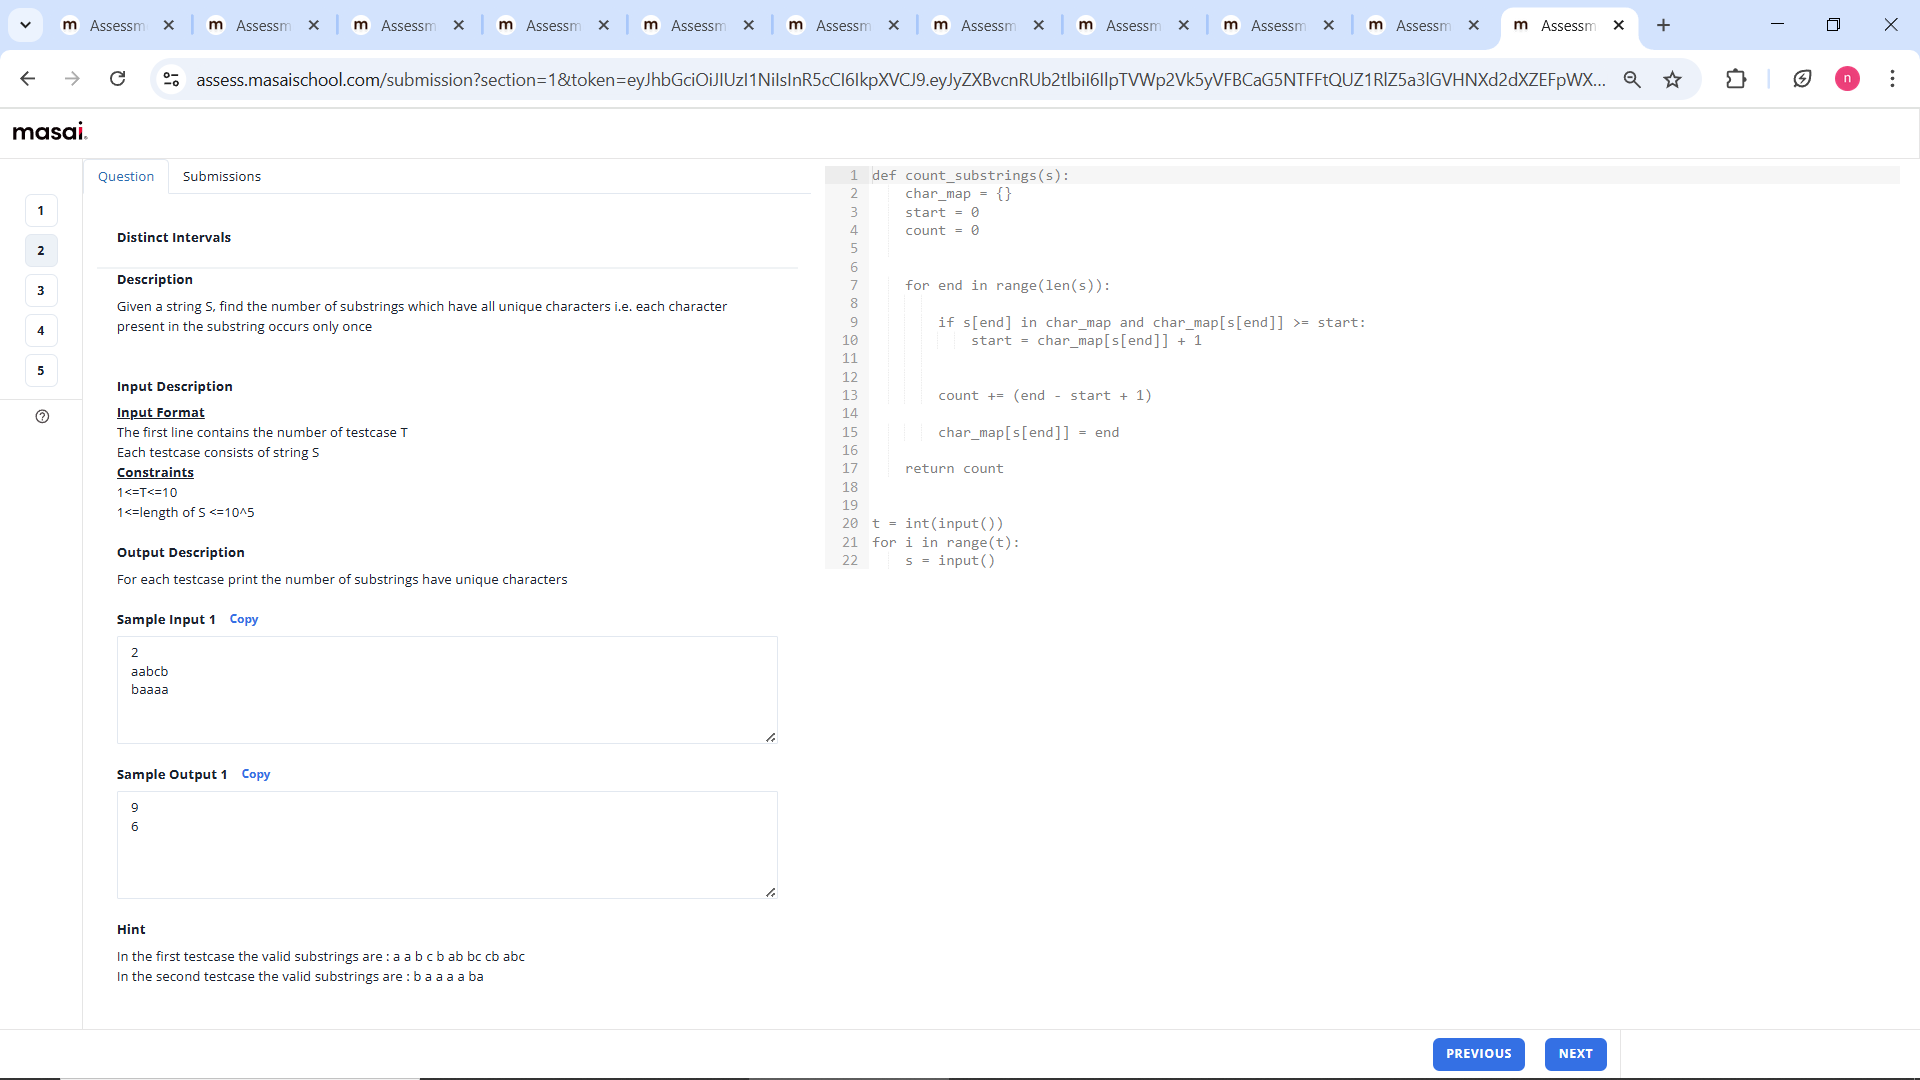 Assessm
Assessm
Assessm
Assessm
Assessm
Assessm
Assessm
Assessm
Assessm
Assessm
Assessm
assess.masaischool.com/submission?section=1&token=eyJhbGciOiJIUzI1NiIsInR5cCI6IkpXVCJ9.eyJyZXBvcnRUb2tlbiI6IlpTVWp2Vk5yVFBCaG5NTFFtQUZ1RlZ5a3lGVHNXd2dXZEFpWX...
n
masai.
1
2
3
4
5
Question
Submissions
Distinct Intervals
Description
Given a string S, find the number of substrings which have all unique characters i.e. each character
present in the substring occurs only once
Input Description
Input Format
The first line contains the number of testcase T
Each testcase consists of string S
Constraints
1<=T<=10
1<=length of S <=10^5
Output Description
For each testcase print the number of substrings have unique characters
Sample Input 1 Copy
2
aabcb
baaaa
Sample Output 1 Copy
9
6
Hint
In the first testcase the valid substrings are : a a b c b ab bc cb abc
In the second testcase the valid substrings are : b a a a a ba
1 def count_substrings(s):
2 char_map = {}
3 start = 0
4 count = 0
5
6
7 for end in range(len(s)):
8
9 if s[end] in char_map and char_map[s[end]] >= start:
10 start = char_map[s[end]] + 1
11
12
13 count += (end - start + 1)
14
15 char_map[s[end]] = end
16
17 return count
18
19
20 t = int(input())
21 for i in range(t):
22 s = input()
PREVIOUS
NEXT